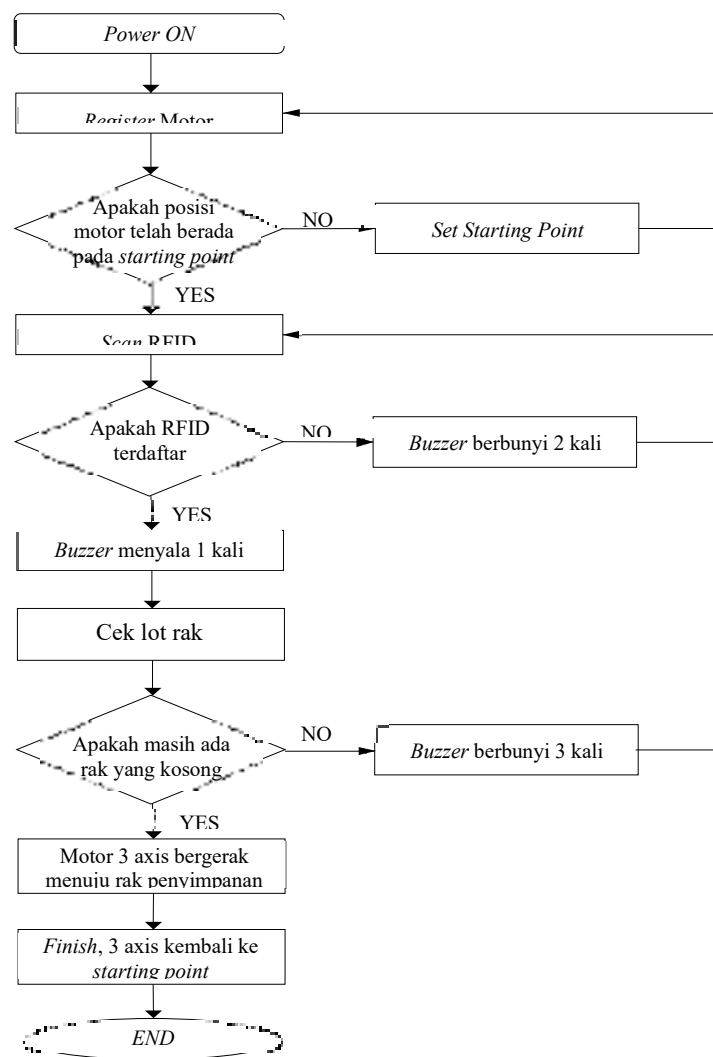 Power ON
Register Motor
Apakah posisi
motor telah berada
pada starting point
NO
Set Starting Point
YES
Scan RFID
Apakah RFID
terdaftar
NO
Buzzer berbunyi 2 kali
YES
Buzzer menyala 1 kali
Cek lot rak
Apakah masih ada
rak yang kosong
NO
Buzzer berbunyi 3 kali
YES
Motor 3 axis bergerak
menuju rak penyimpanan
Finish, 3 axis kembali ke
starting point
END